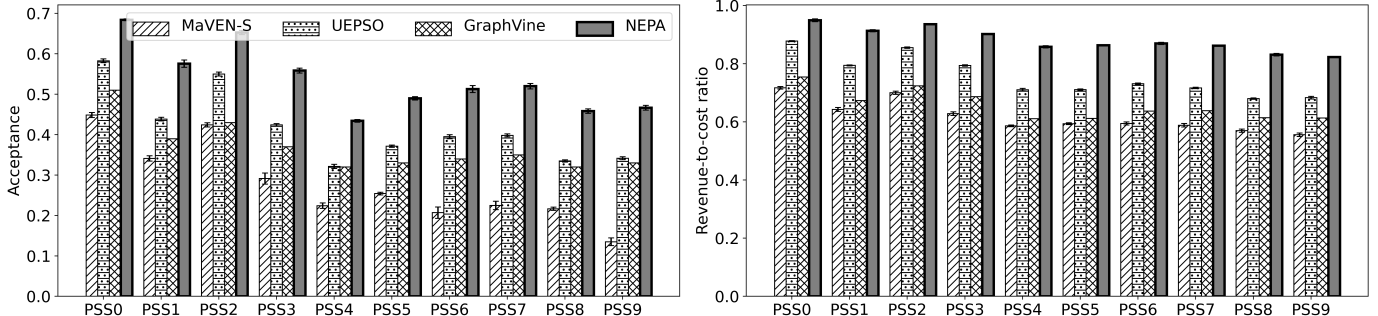 Acceptance
0.7
0.6
0.5
0.4
0.3
0.2
0.1
0.0
MaVEN-S UEPSO GraphVine NEPA
PSS0 PSS1 PSS2 PSS3 PSS4 PSS5 PSS6 PSS7 PSS8 PSS9
Revenue-to-cost ratio
1.0
0.8
0.6
0.4
0.2
0.0
PSS0 PSS1 PSS2 PSS3 PSS4 PSS5 PSS6 PSS7 PSS8 PSS9